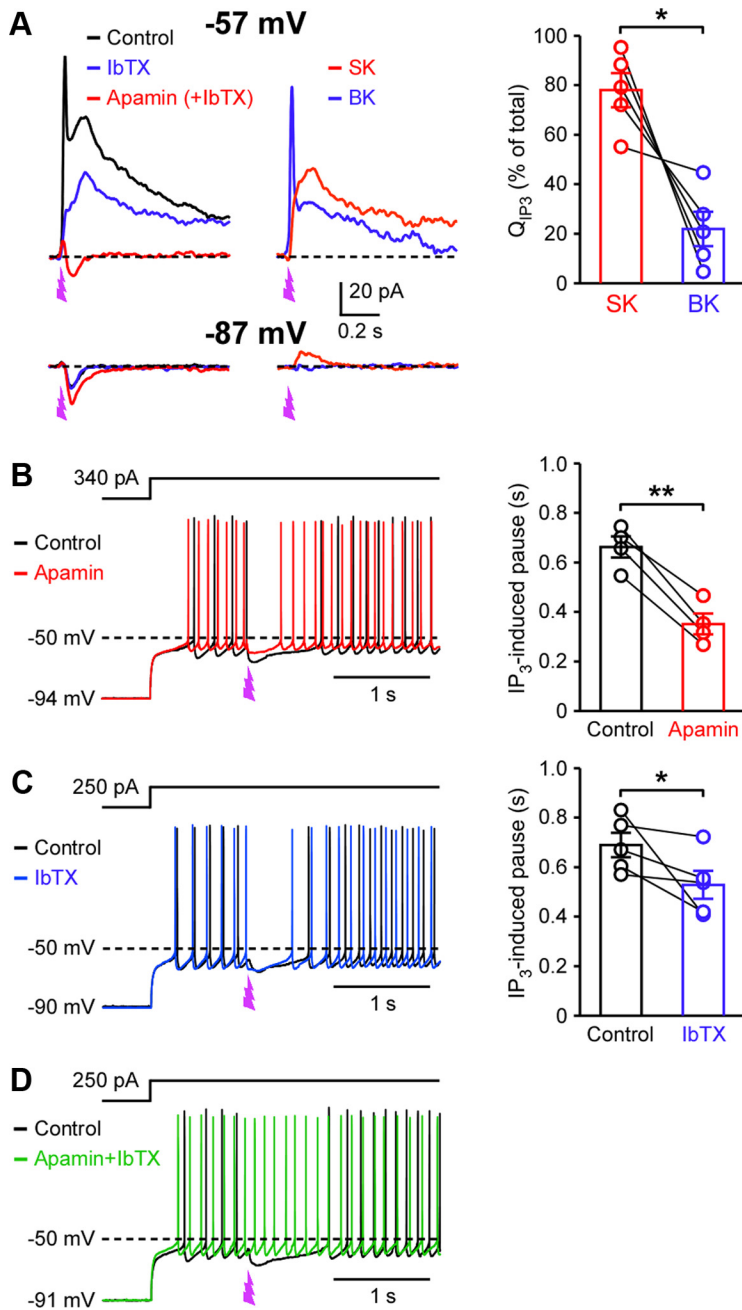 A
-57 mV
Control
IbTX
Apamin (+IbTX)
SK
BK
20 pA
0.2 s
-87 mV
*
100
80
60
40
20
0
Q_IP3 (% of total)
SK
BK
B
340 pA
Control
Apamin
-50 mV
-94 mV
1 s
**
1.0
0.8
0.6
0.4
0.2
0
IP₃-induced pause (s)
Control
Apamin
C
250 pA
Control
IbTX
-50 mV
-90 mV
1 s
*
1.0
0.8
0.6
0.4
0.2
0
IP₃-induced pause (s)
Control
IbTX
D
250 pA
Control
Apamin+IbTX
-50 mV
-91 mV
1 s